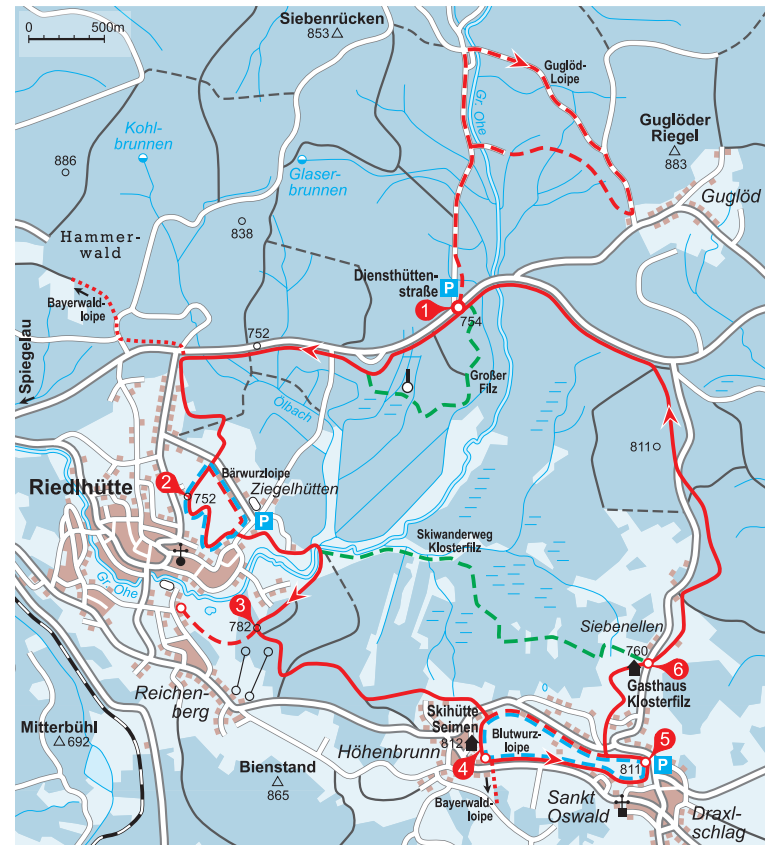 0 500m
Siebenrücken
853
Guglöd-
Loipe
Gr. Ohe
Kohl-
brunnen
Guglöder
Riegel
883
886
Glaser-
brunnen
Guglöd
838
Hammer-
wald
Diensthütten-
straße
P
Bayerwald-
loipe
1
754
752
Spiegelau
Großer
Filz
Ölbach
811
Bärwurzloipe
2
752
Ziegelhütten
Riedlhütte
P
Skiwanderweg
Klosterfilz
Gr. Ohe
3
782
Siebenellen
760
6
Gasthaus
Klosterfilz
Reichen-
berg
Skihütte
Seimen
812
Mitterbühl
692
Höhenbrunn
Blutwurz-
loipe
5
4
811
P
Bienstand
865
Bayerwald-
loipe
Sankt
Oswald
Draxl-
schlag